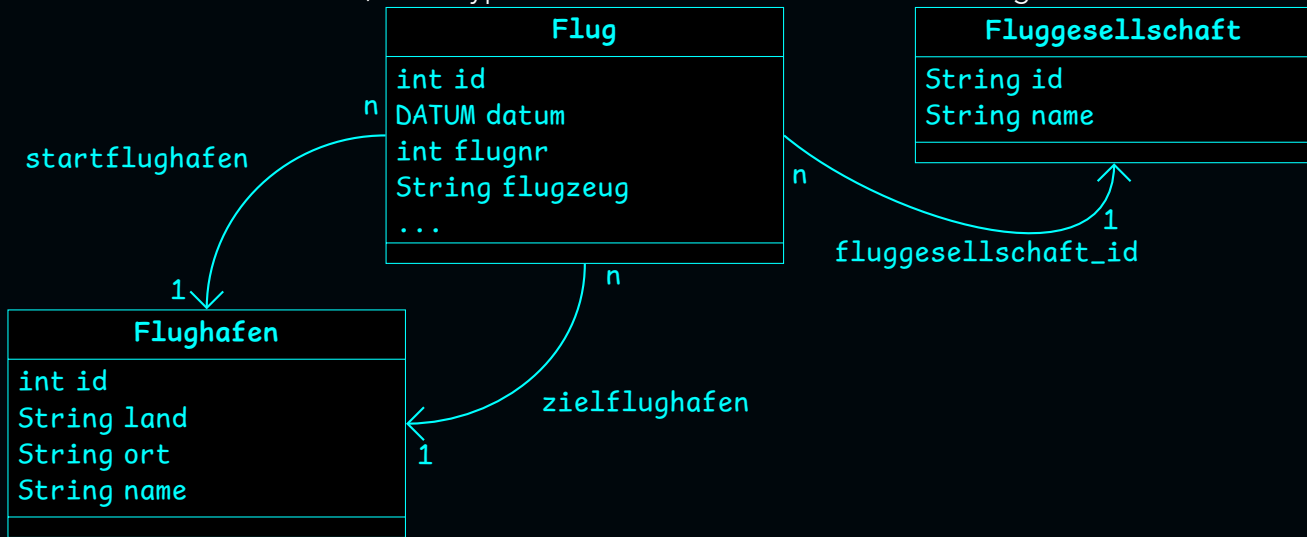 Flug
int id
DATUM datum
int flugnr
String flugzeug
...
Fluggesellschaft
String id
String name
n
startflughafen
1
n
1
fluggesellschaft_id
n
zielflughafen
1
Flughafen
int id
String land
String ort
String name